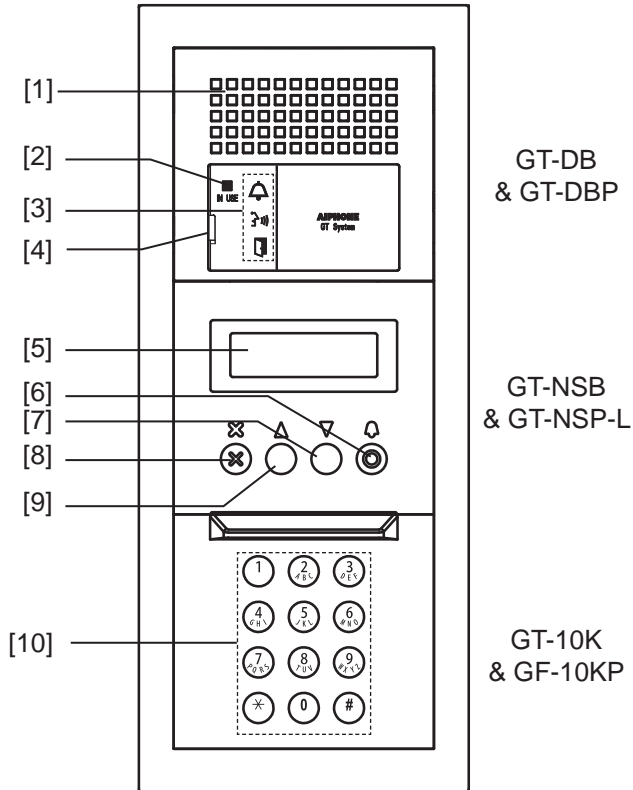 [1]
[2]
IN USE
[3]
[4]
AIPHONE
GT System
GT-DB
& GT-DBP
[5]
[6]
[7]
[8]
[9]
GT-NSB
& GT-NSP-L
[10]
1
2 ABC
3 DEF
4 GHI
5 JKL
6 MNO
7 PQRS
8 TUV
9 WXYZ
* 0 #
GT-10K
& GF-10KP